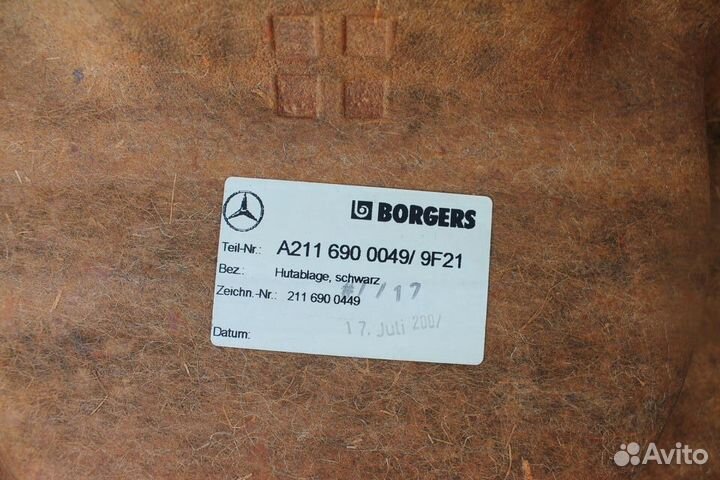 BORGERS
Teil-Nr.: A211 690 0049/ 9F21
Bez.: Hutablage, schwarz
Zeichn.-Nr.: 211 690 0449
Datum: 17. Juli 2007
Avito